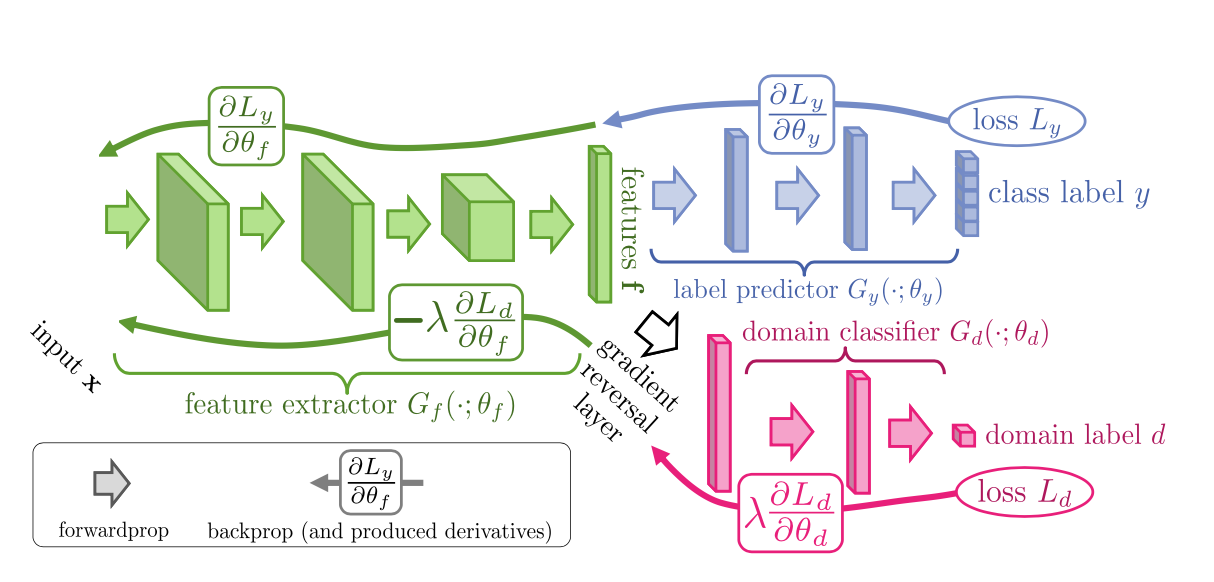 ∂L_y/∂θ_f
∂L_y/∂θ_y
loss L_y
class label y
features f
label predictor G_y(·; θ_y)
input x
−λ ∂L_d/∂θ_f
feature extractor G_f(·; θ_f)
gradient
reversal
layer
domain classifier G_d(·; θ_d)
domain label d
λ ∂L_d/∂θ_d
loss L_d
forwardprop
∂L_y/∂θ_f
backprop (and produced derivatives)